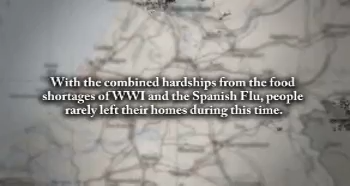 With the combined hardships from the food
shortages of WWI and the Spanish Flu, people
rarely left their homes during this time.